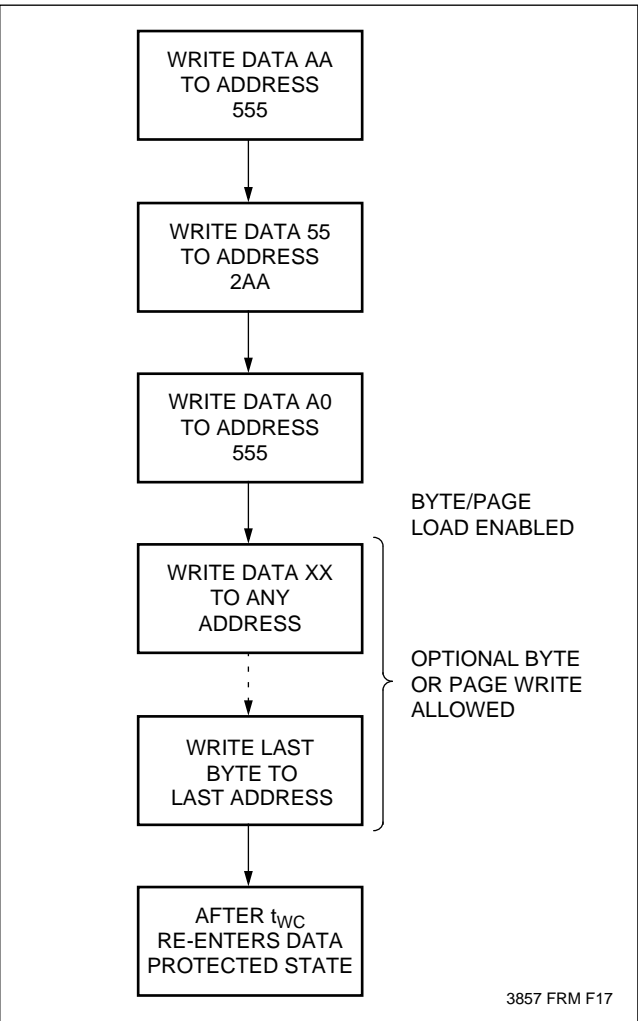 WRITE DATA AA
TO ADDRESS
555
WRITE DATA 55
TO ADDRESS
2AA
WRITE DATA A0
TO ADDRESS
555
BYTE/PAGE
LOAD ENABLED
WRITE DATA XX
TO ANY
ADDRESS
OPTIONAL BYTE
OR PAGE WRITE
ALLOWED
WRITE LAST
BYTE TO
LAST ADDRESS
AFTER tWC
RE-ENTERS DATA
PROTECTED STATE
3857 FRM F17